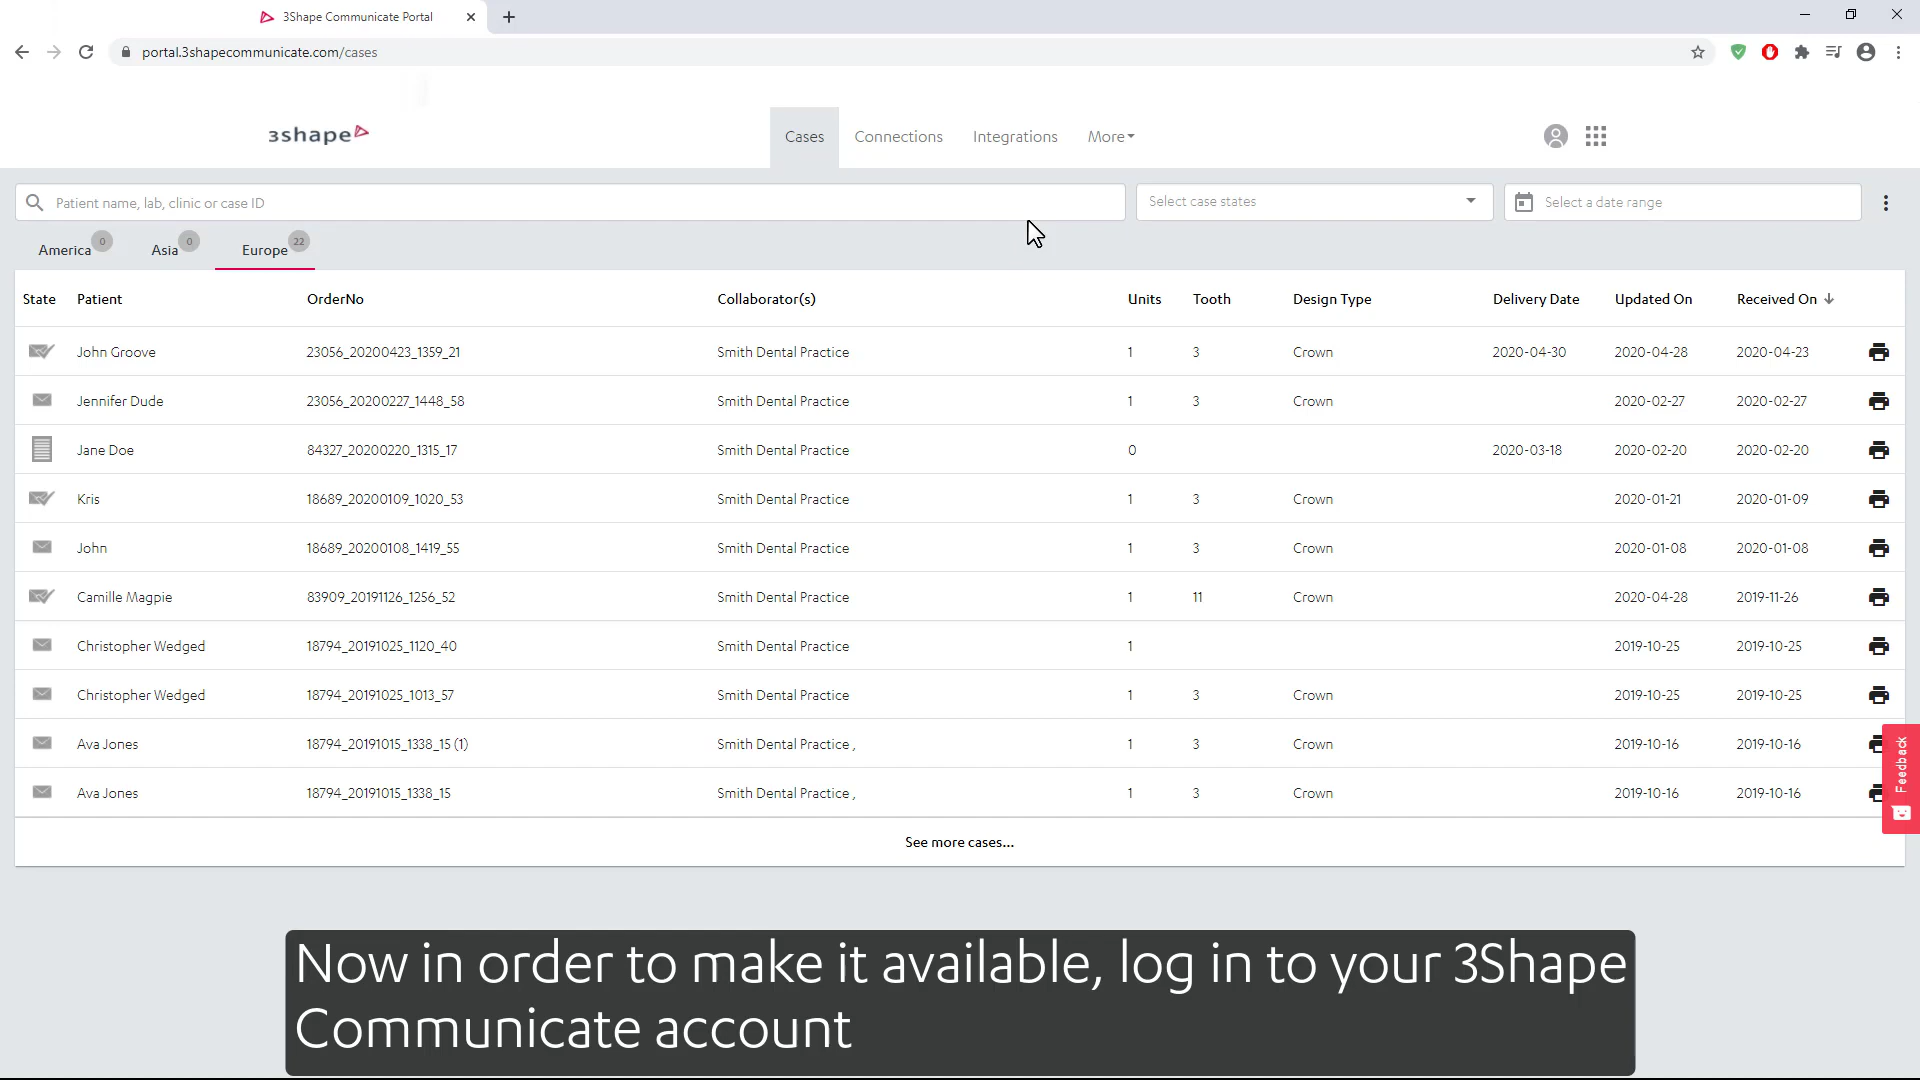 3Shape Communicate Portal
portal.3shapecommunicate.com/cases
3shape
Cases Connections Integrations More
Patient name, lab, clinic or case ID Select case states Select a date range
America 0 Asia 0 Europe 22
State Patient OrderNo Collaborator(s) Units Tooth Design Type Delivery Date Updated On Received On
John Groove 23056_20200423_1359_21 Smith Dental Practice 1 3 Crown 2020-04-30 2020-04-28 2020-04-23
Jennifer Dude 23056_20200227_1448_58 Smith Dental Practice 1 3 Crown 2020-02-27 2020-02-27
Jane Doe 84327_20200220_1315_17 Smith Dental Practice 0 2020-03-18 2020-02-20 2020-02-20
Kris 18689_20200109_1020_53 Smith Dental Practice 1 3 Crown 2020-01-21 2020-01-09
John 18689_20200108_1419_55 Smith Dental Practice 1 3 Crown 2020-01-08 2020-01-08
Camille Magpie 83909_20191126_1256_52 Smith Dental Practice 1 11 Crown 2020-04-28 2019-11-26
Christopher Wedged 18794_20191025_1120_40 Smith Dental Practice 1 2019-10-25 2019-10-25
Christopher Wedged 18794_20191025_1013_57 Smith Dental Practice 1 3 Crown 2019-10-25 2019-10-25
Ava Jones 18794_20191015_1338_15 (1) Smith Dental Practice , 1 3 Crown 2019-10-16 2019-10-16
Ava Jones 18794_20191015_1338_15 Smith Dental Practice , 1 3 Crown 2019-10-16 2019-10-16
Feedback
See more cases...
Now in order to make it available, log in to your 3Shape
Communicate account